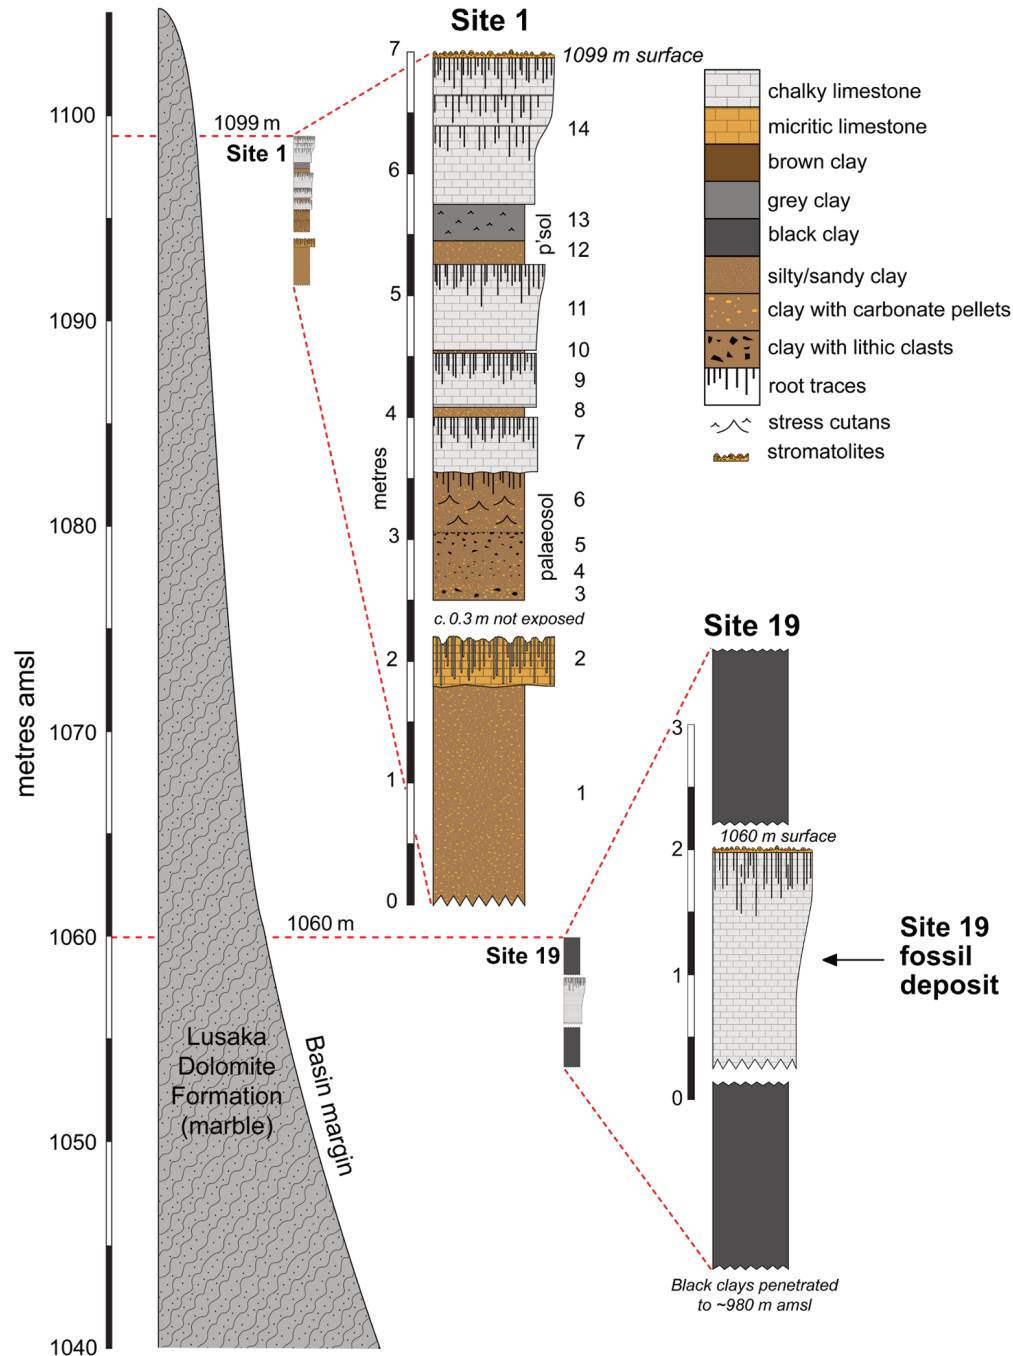 Site 1
7
1099 m surface
14
6
13
12
p'sol
5
11
10
9
4
8
7
metres
6
palaeosol
3
5
4
3
c. 0.3 m not exposed
2
2
1
1
0
chalky limestone
micritic limestone
brown clay
grey clay
black clay
silty/sandy clay
clay with carbonate pellets
clay with lithic clasts
root traces
stress cutans
stromatolites
metres amsl
1100
1090
1080
1070
1060
1050
1040
1099 m
Site 1
1060 m
Site 19
Lusaka
Dolomite
Formation
(marble)
Basin margin
Site 19
3
1060 m surface
2
1
0
Site 19
fossil
deposit
Black clays penetrated
to ~980 m amsl